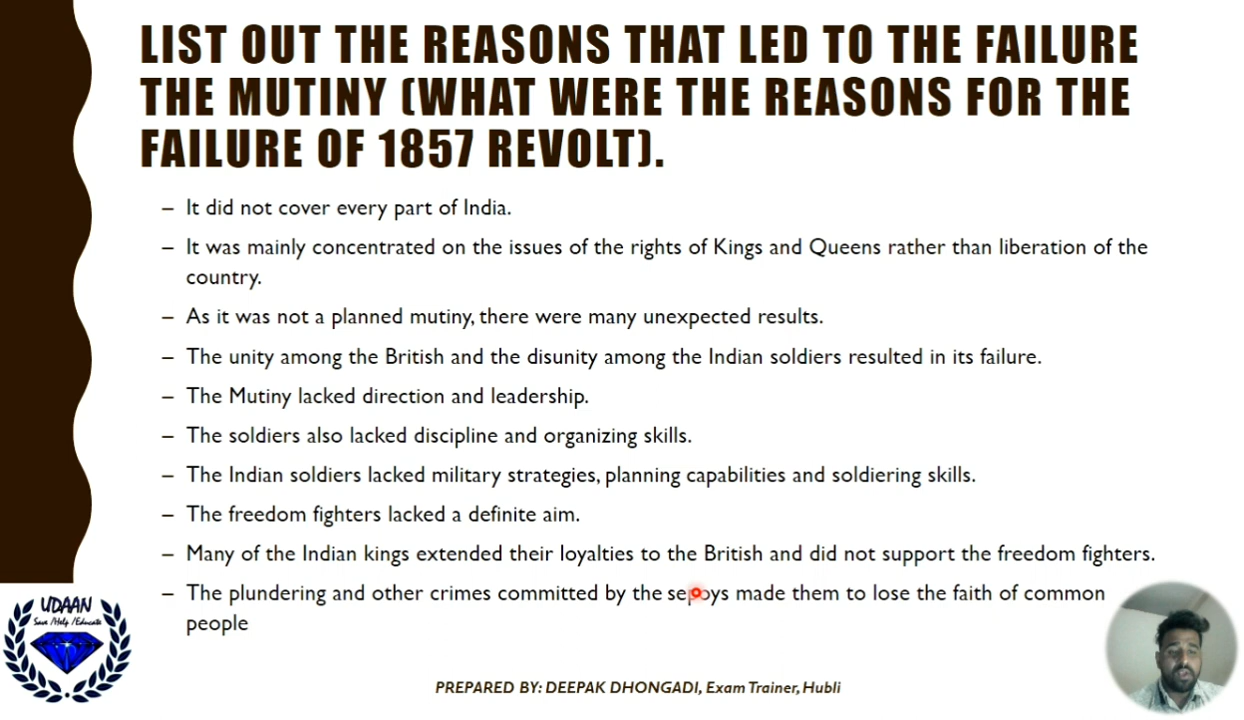 LIST OUT THE REASONS THAT LED TO THE FAILURE
THE MUTINY (WHAT WERE THE REASONS FOR THE
FAILURE OF 1857 REVOLT).
– It did not cover every part of India.
– It was mainly concentrated on the issues of the rights of Kings and Queens rather than liberation of the
country.
– As it was not a planned mutiny, there were many unexpected results.
– The unity among the British and the disunity among the Indian soldiers resulted in its failure.
– The Mutiny lacked direction and leadership.
– The soldiers also lacked discipline and organizing skills.
– The Indian soldiers lacked military strategies, planning capabilities and soldiering skills.
– The freedom fighters lacked a definite aim.
– Many of the Indian kings extended their loyalties to the British and did not support the freedom fighters.
– The plundering and other crimes committed by the sepoys made them to lose the faith of common
people
UDAAN
Save /Help /Educate
PREPARED BY: DEEPAK DHONGADI, Exam Trainer, Hubli